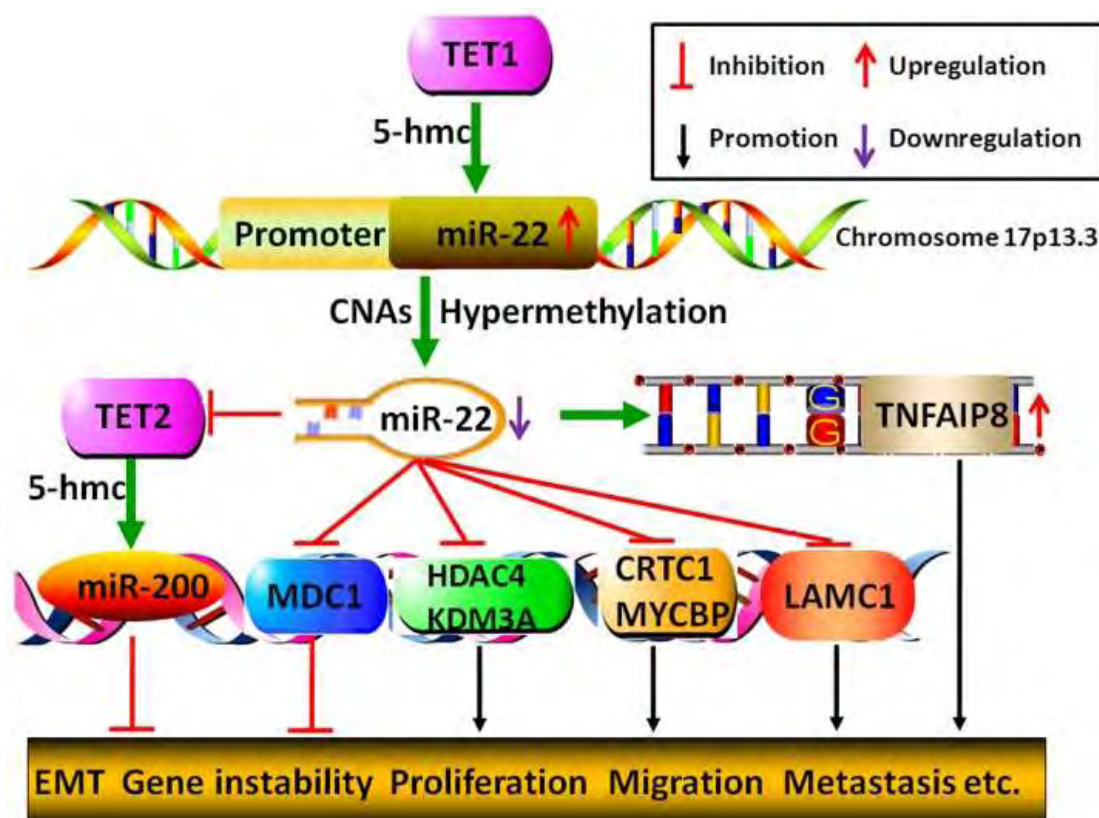 TET1
Inhibition
Upregulation
Promotion
Downregulation
5-hmc
Promoter
miR-22
Chromosome 17p13.3
CNAs
Hypermethylation
TET2
miR-22
G
G
TNFAIP8
5-hmc
miR-200
MDC1
HDAC4
KDM3A
CRTC1
MYCBP
LAMC1
EMT Gene instability Proliferation Migration Metastasis etc.